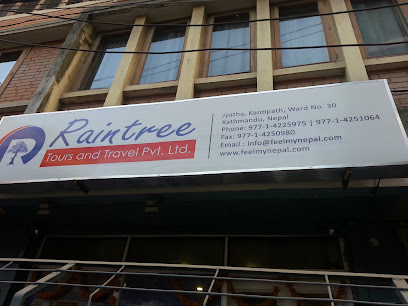 Raintree
Tours and Travel Pvt. Ltd.
Jyatha, Kantipath, Ward No. 30
Kathmandu, Nepal
Phone: 977-1-4225975 | 977-1-4251064
Fax: 977-1-4250980
Email : info@feelmynepal.com
www.feelmynepal.com